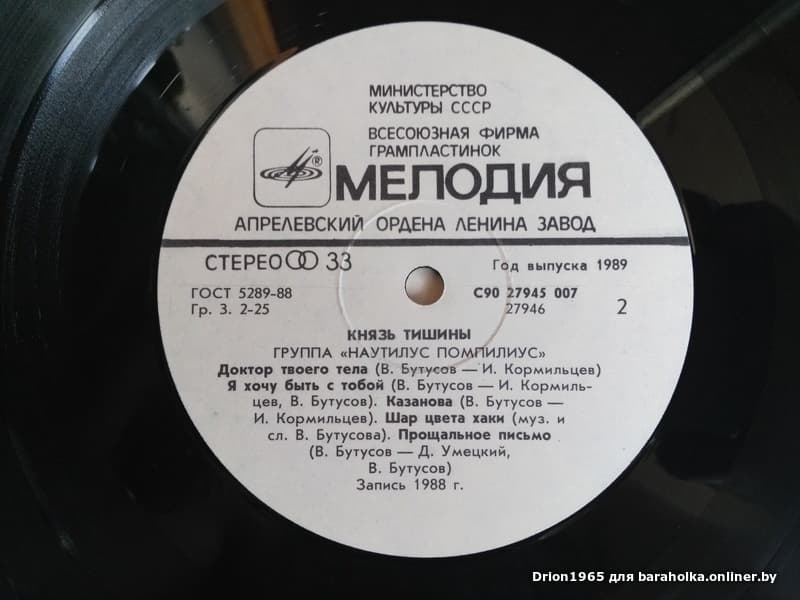 МИНИСТЕРСТВО
КУЛЬТУРЫ СССР
ВСЕСОЮЗНАЯ ФИРМА
ГРАМПЛАСТИНОК
®
МЕЛОДИЯ
АПРЕЛЕВСКИЙ ОРДЕНА ЛЕНИНА ЗАВОД
СТЕРЕО 33
Год выпуска 1989
ГОСТ 5289-88
Гр. 3. 2-25
С90 27945 007
27946
2
КНЯЗЬ ТИШИНЫ
ГРУППА «НАУТИЛУС ПОМПИЛИУС»
Доктор твоего тела (В. Бутусов — И. Кормильцев)
Я хочу быть с тобой (В. Бутусов — И. Кормиль-
цев, В. Бутусов). Казанова (В. Бутусов —
И. Кормильцев). Шар цвета хаки (муз. и
сл. В. Бутусова). Прощальное письмо
(В. Бутусов — Д. Умецкий,
В. Бутусов)
Запись 1988 г.
Drion1965 для baraholka.onliner.by